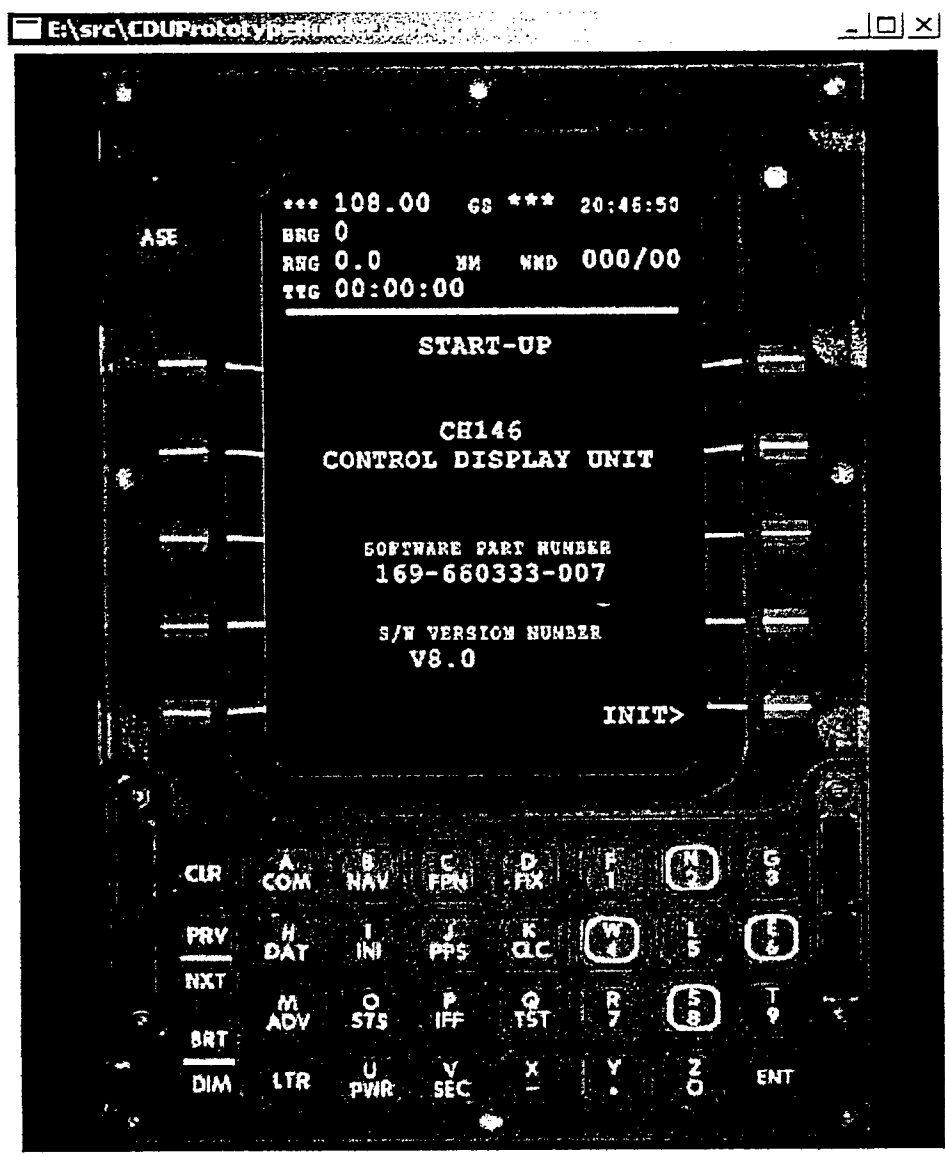 E:\src\CDUPrototypeBuilder
*** 108.00 GS *** 20:46:50
ASE
BRG 0
RNG 0.0 NM WND 000/00
TTG 00:00:00
START-UP
CH146
CONTROL DISPLAY UNIT
SOFTWARE PART NUMBER
169-660333-007
S/W VERSION NUMBER
V8.0
INIT>
CLR A B C D F N G
COM NAV FPN FIX 1 2 3
PRV H I J K W L E
DAT INI PPS CLC 4 5 6
NXT
M O P Q R S T
ADV STS IFF TST 7 8 9
BRT
DIM LTR U V X Y Z ENT
PWR SEC - . 0